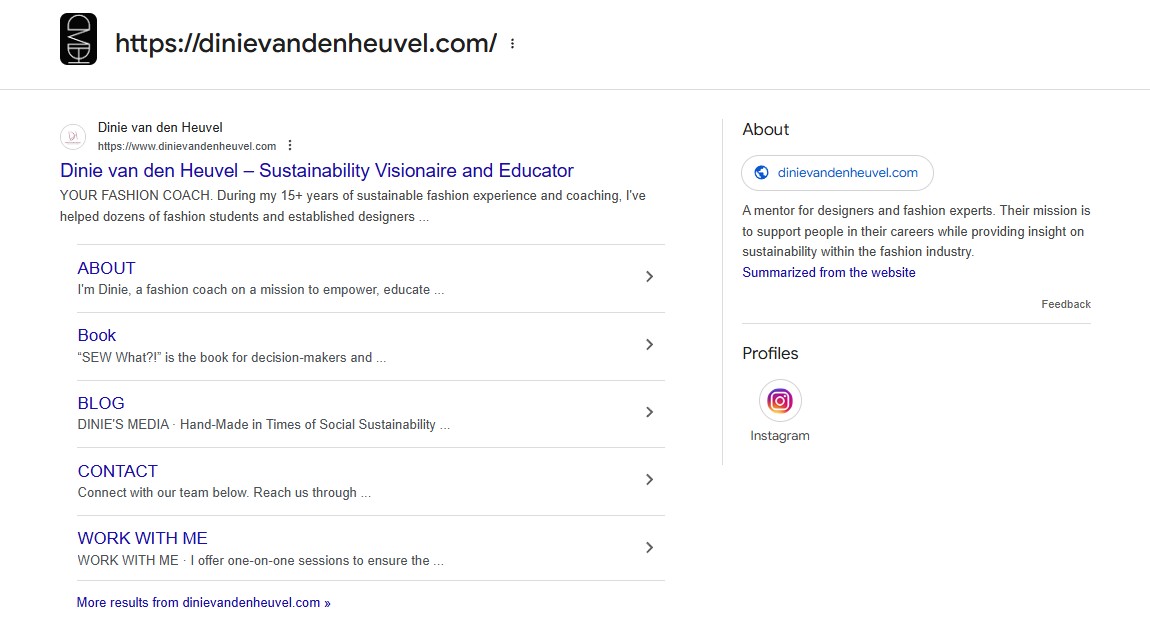 DVDH
https://dinievandenheuvel.com/
Dinie van den Heuvel
https://www.dinievandenheuvel.com
Dinie van den Heuvel – Sustainability Visionaire and Educator
YOUR FASHION COACH. During my 15+ years of sustainable fashion experience and coaching, I've
helped dozens of fashion students and established designers ...
ABOUT
I'm Dinie, a fashion coach on a mission to empower, educate ...
Book
“SEW What?!” is the book for decision-makers and ...
BLOG
DINIE'S MEDIA · Hand-Made in Times of Social Sustainability ...
CONTACT
Connect with our team below. Reach us through ...
WORK WITH ME
WORK WITH ME · I offer one-on-one sessions to ensure the ...
More results from dinievandenheuvel.com »
About
dinievandenheuvel.com
A mentor for designers and fashion experts. Their mission is
to support people in their careers while providing insight on
sustainability within the fashion industry.
Summarized from the website
Feedback
Profiles
Instagram